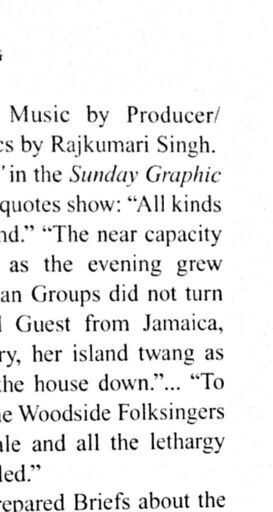 Music by Producer/
cs by Rajkumari Singh.
' in the Sunday Graphic
quotes show: “All kinds
nd.” “The near capacity
as the evening grew
an Groups did not turn
l Guest from Jamaica,
ry, her island twang as
the house down.”... “To
ne Woodside Folksingers
ale and all the lethargy
led.”
repared Briefs about the